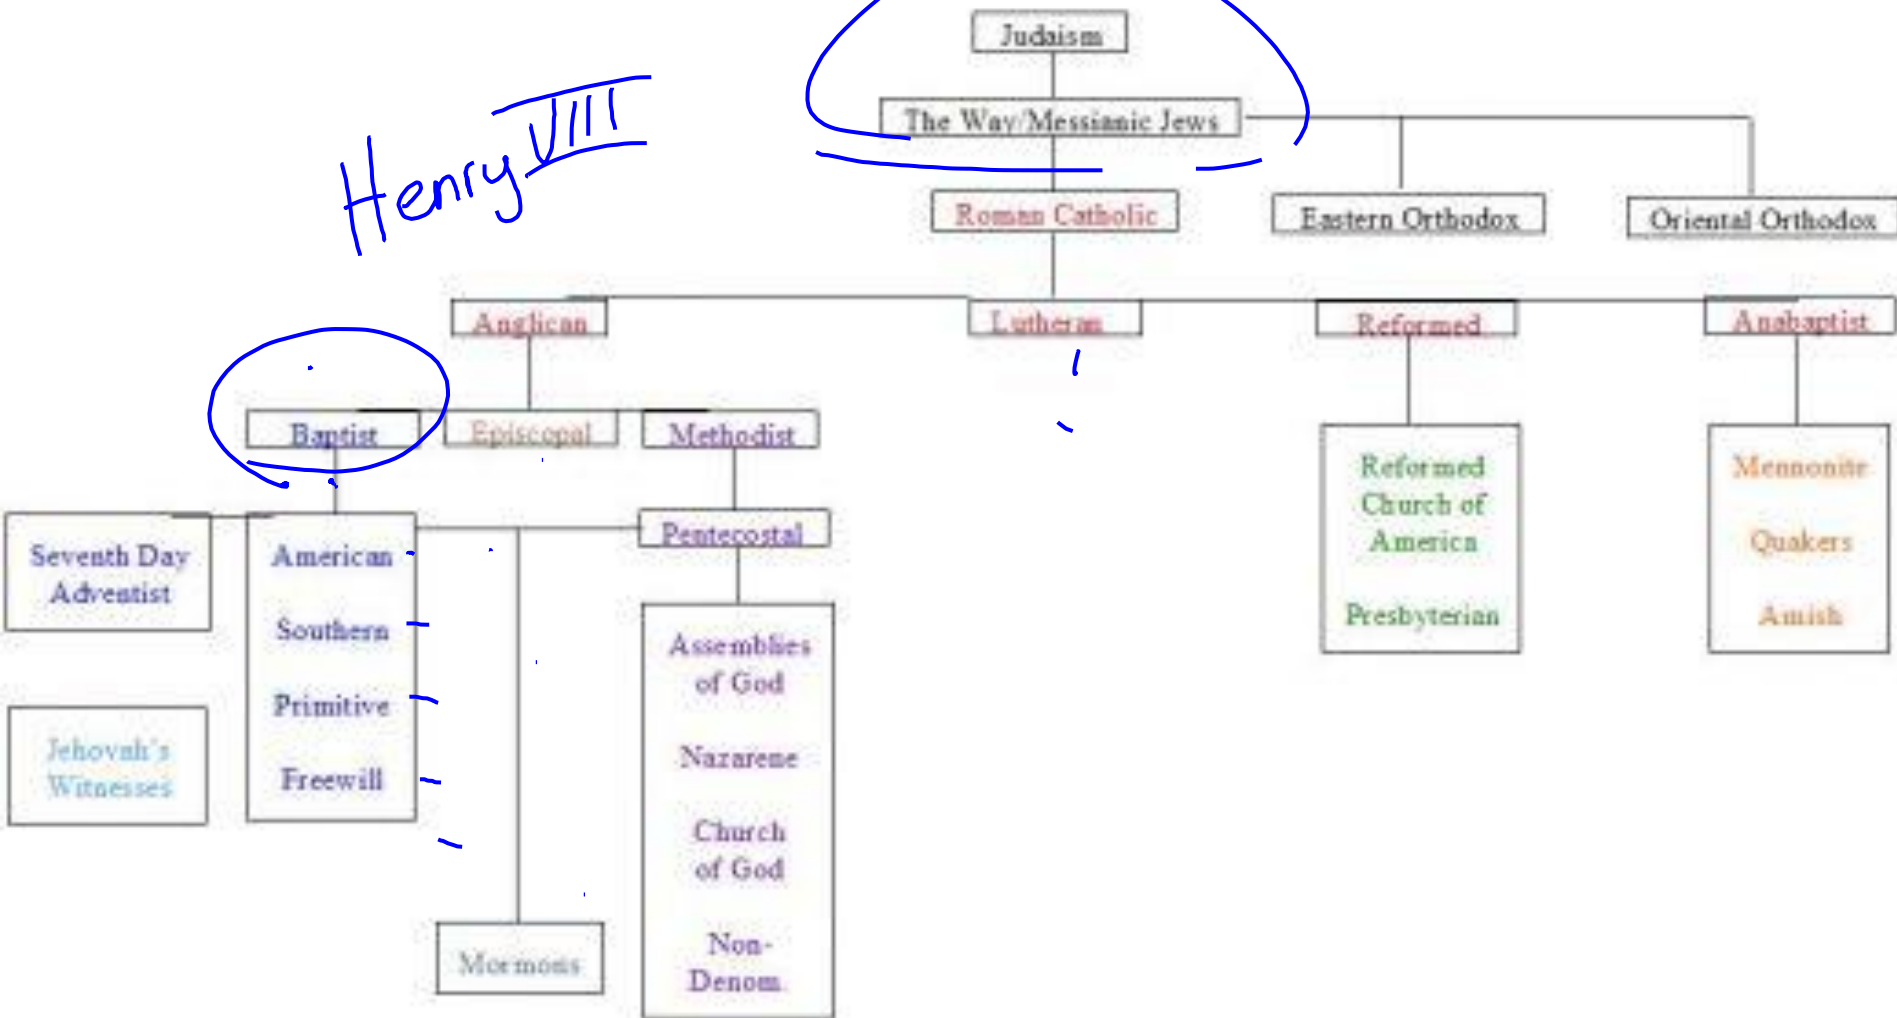 Judaism
The Way/Messianic Jews
Henry VIII
Roman Catholic
Eastern Orthodox
Oriental Orthodox
Anglican
Lutheran
Reformed
Anabaptist
Baptist
Episcopal
Methodist
Seventh Day
Adventist
American
Southern
Primitive
Freewill
Jehovah's
Witnesses
Mormons
Pentecostal
Assemblies
of God
Nazarene
Church
of God
Non-
Denom.
Reformed
Church of
America
Presbyterian
Mennonite
Quakers
Amish